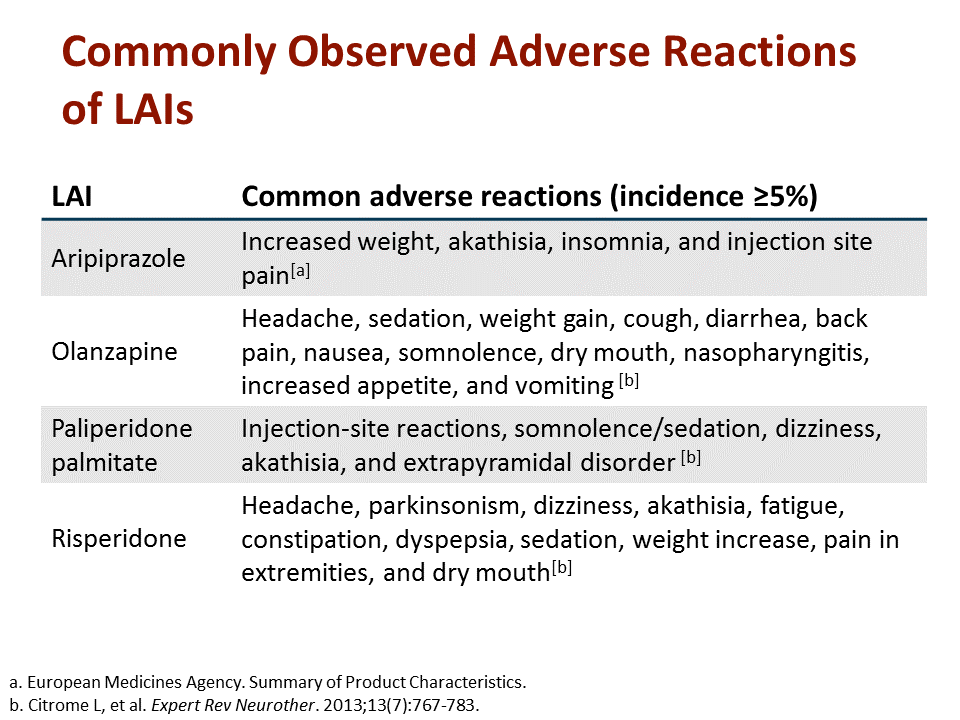 Commonly Observed Adverse Reactions
of LAIs
LAI Common adverse reactions (incidence ≥5%)
Aripiprazole
Increased weight, akathisia, insomnia, and injection site
pain[a]
Olanzapine
Headache, sedation, weight gain, cough, diarrhea, back
pain, nausea, somnolence, dry mouth, nasopharyngitis,
increased appetite, and vomiting [b]
Paliperidone
palmitate
Injection-site reactions, somnolence/sedation, dizziness,
akathisia, and extrapyramidal disorder [b]
Risperidone
Headache, parkinsonism, dizziness, akathisia, fatigue,
constipation, dyspepsia, sedation, weight increase, pain in
extremities, and dry mouth[b]
a. European Medicines Agency. Summary of Product Characteristics.
b. Citrome L, et al. Expert Rev Neurother. 2013;13(7):767-783.